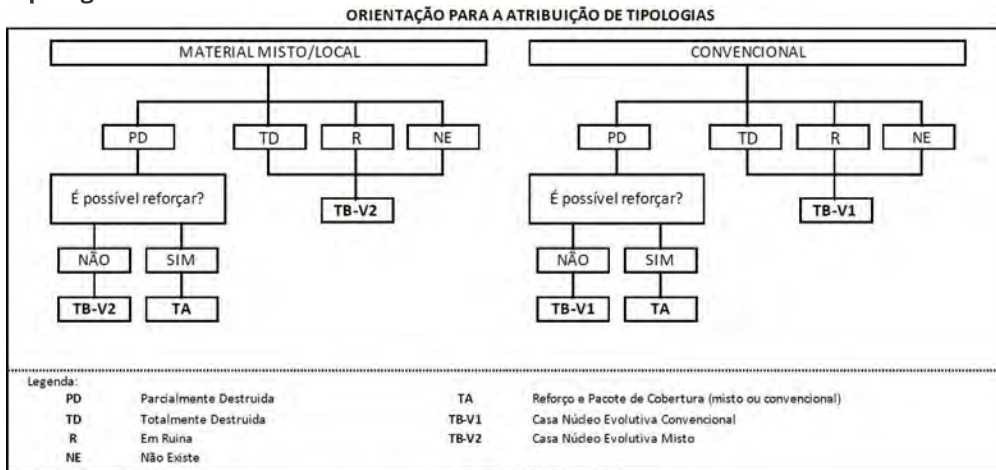 ORIENTAÇÃO PARA A ATRIBUIÇÃO DE TIPOLOGIAS
MATERIAL MISTO/LOCAL
CONVENCIONAL
PD TD R NE
PD TD R NE
É possível reforçar?
TB-V2
É possível reforçar?
TB-V1
NÃO SIM
NÃO SIM
TB-V2 TA
TB-V1 TA
Legenda:
PD Parcialmente Destruida
TA Reforço e Pacote de Cobertura (misto ou convencional)
TD Totalmente Destruida
TB-V1 Casa Núcleo Evolutiva Convencional
R Em Ruina
TB-V2 Casa Núcleo Evolutiva Misto
NE Não Existe